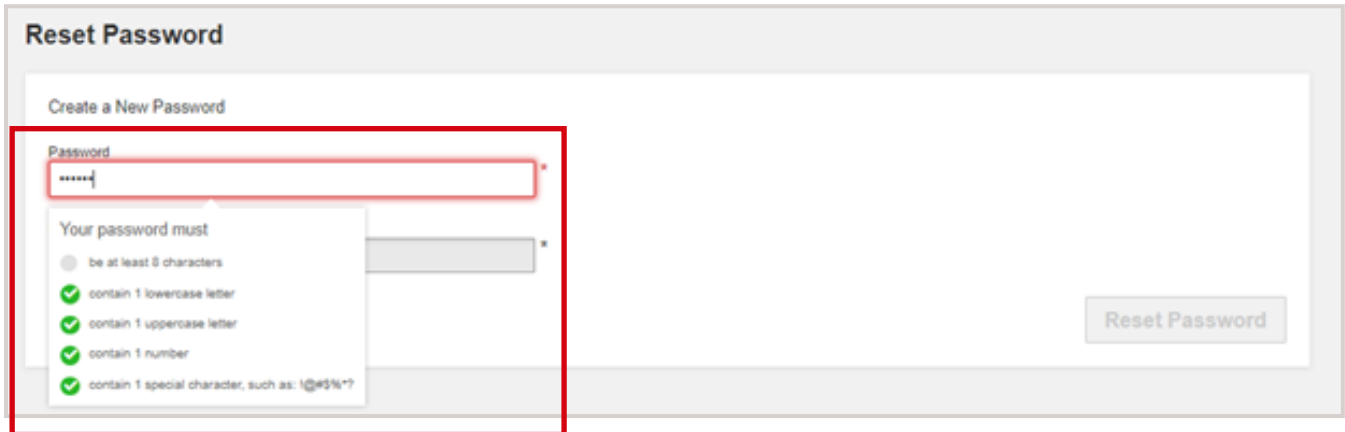 Reset Password
Create a New Password
Password
•••••• *
*
Your password must
be at least 8 characters
contain 1 lowercase letter
contain 1 uppercase letter
contain 1 number
contain 1 special character, such as: !@#$%*?
Reset Password